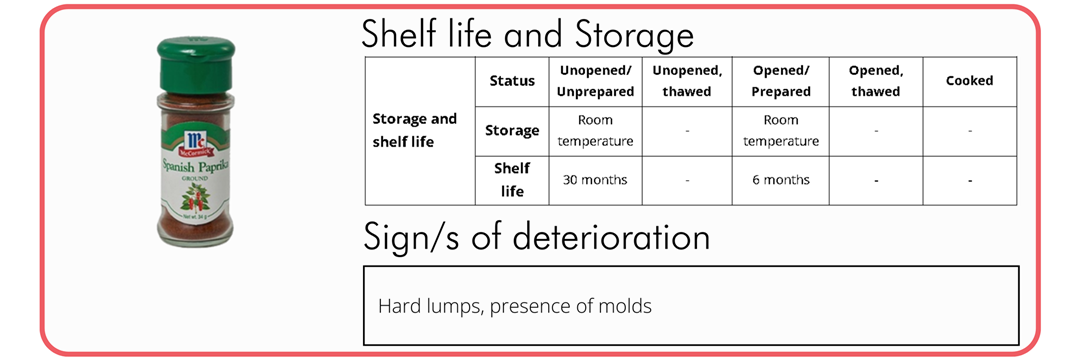 Shelf life and Storage
Storage and
shelf life
Status
Unopened/
Unprepared
Unopened,
thawed
Opened/
Prepared
Opened,
thawed
Cooked
Storage
Room
temperature
-
Room
temperature
-
-
Shelf
life
30 months
-
6 months
-
-
Mc
McCormick
Spanish Paprika
GROUND
Net wt. 34 g
Sign/s of deterioration
Hard lumps, presence of molds